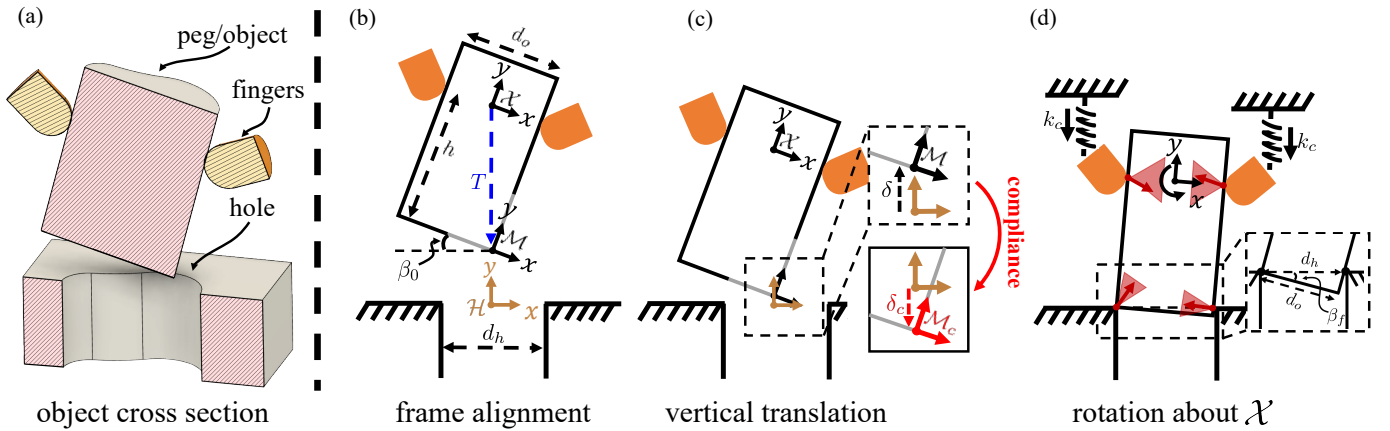 (a)
peg/object
fingers
hole
object cross section
(b)
d_o
y
𝒳
x
h
T
y
ℳ
x
β_0
y
ℋ
x
d_h
frame alignment
(c)
y
𝒳
x
ℳ
δ
compliance
δ_c
ℳ_c
vertical translation
(d)
k_c
k_c
y
x
d_h
d_o
β_f
rotation about 𝒳